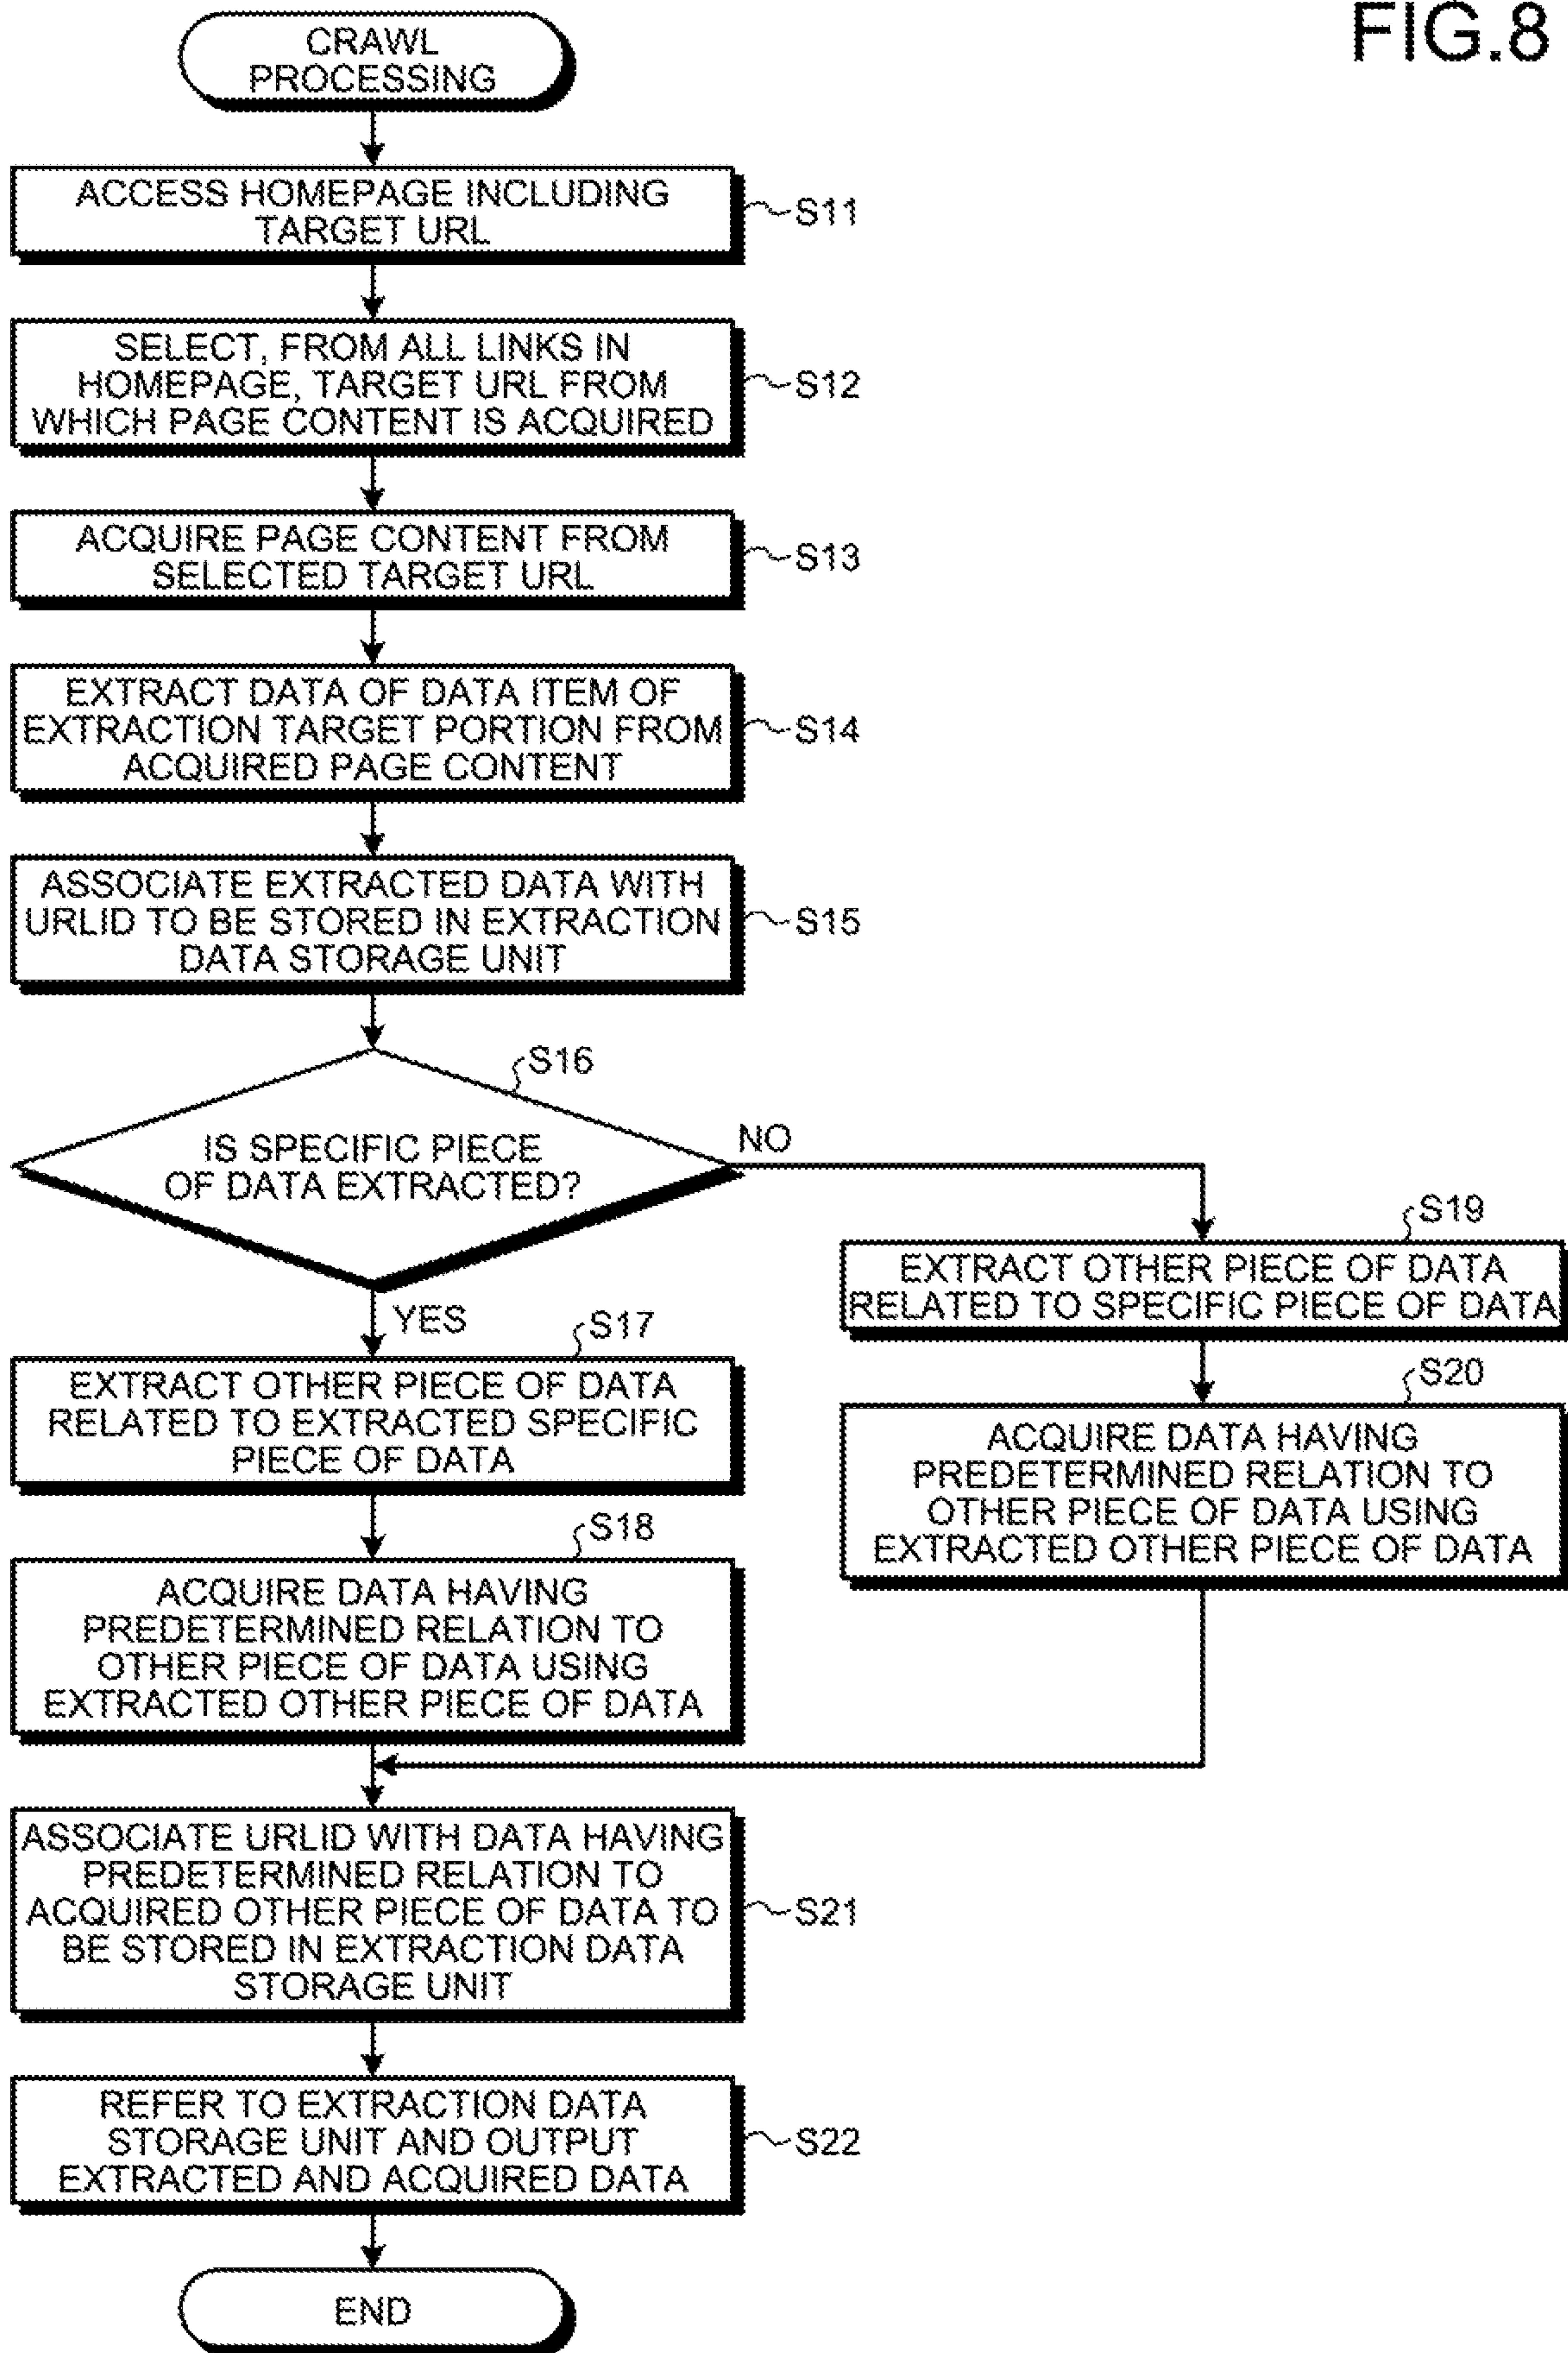 FIG.8
CRAWL
PROCESSING
ACCESS HOMEPAGE INCLUDING
TARGET URL
S11
SELECT, FROM ALL LINKS IN
HOMEPAGE, TARGET URL FROM
WHICH PAGE CONTENT IS ACQUIRED
S12
ACQUIRE PAGE CONTENT FROM
SELECTED TARGET URL
S13
EXTRACT DATA OF DATA ITEM OF
EXTRACTION TARGET PORTION FROM
ACQUIRED PAGE CONTENT
S14
ASSOCIATE EXTRACTED DATA WITH
URLID TO BE STORED IN EXTRACTION
DATA STORAGE UNIT
S15
S16
IS SPECIFIC PIECE
OF DATA EXTRACTED?
NO
YES
S17
EXTRACT OTHER PIECE OF DATA
RELATED TO EXTRACTED SPECIFIC
PIECE OF DATA
S18
ACQUIRE DATA HAVING
PREDETERMINED RELATION TO
OTHER PIECE OF DATA USING
EXTRACTED OTHER PIECE OF DATA
S19
EXTRACT OTHER PIECE OF DATA
RELATED TO SPECIFIC PIECE OF DATA
S20
ACQUIRE DATA HAVING
PREDETERMINED RELATION TO
OTHER PIECE OF DATA USING
EXTRACTED OTHER PIECE OF DATA
ASSOCIATE URLID WITH DATA HAVING
PREDETERMINED RELATION TO
ACQUIRED OTHER PIECE OF DATA TO
BE STORED IN EXTRACTION DATA
STORAGE UNIT
S21
REFER TO EXTRACTION DATA
STORAGE UNIT AND OUTPUT
EXTRACTED AND ACQUIRED DATA
S22
END